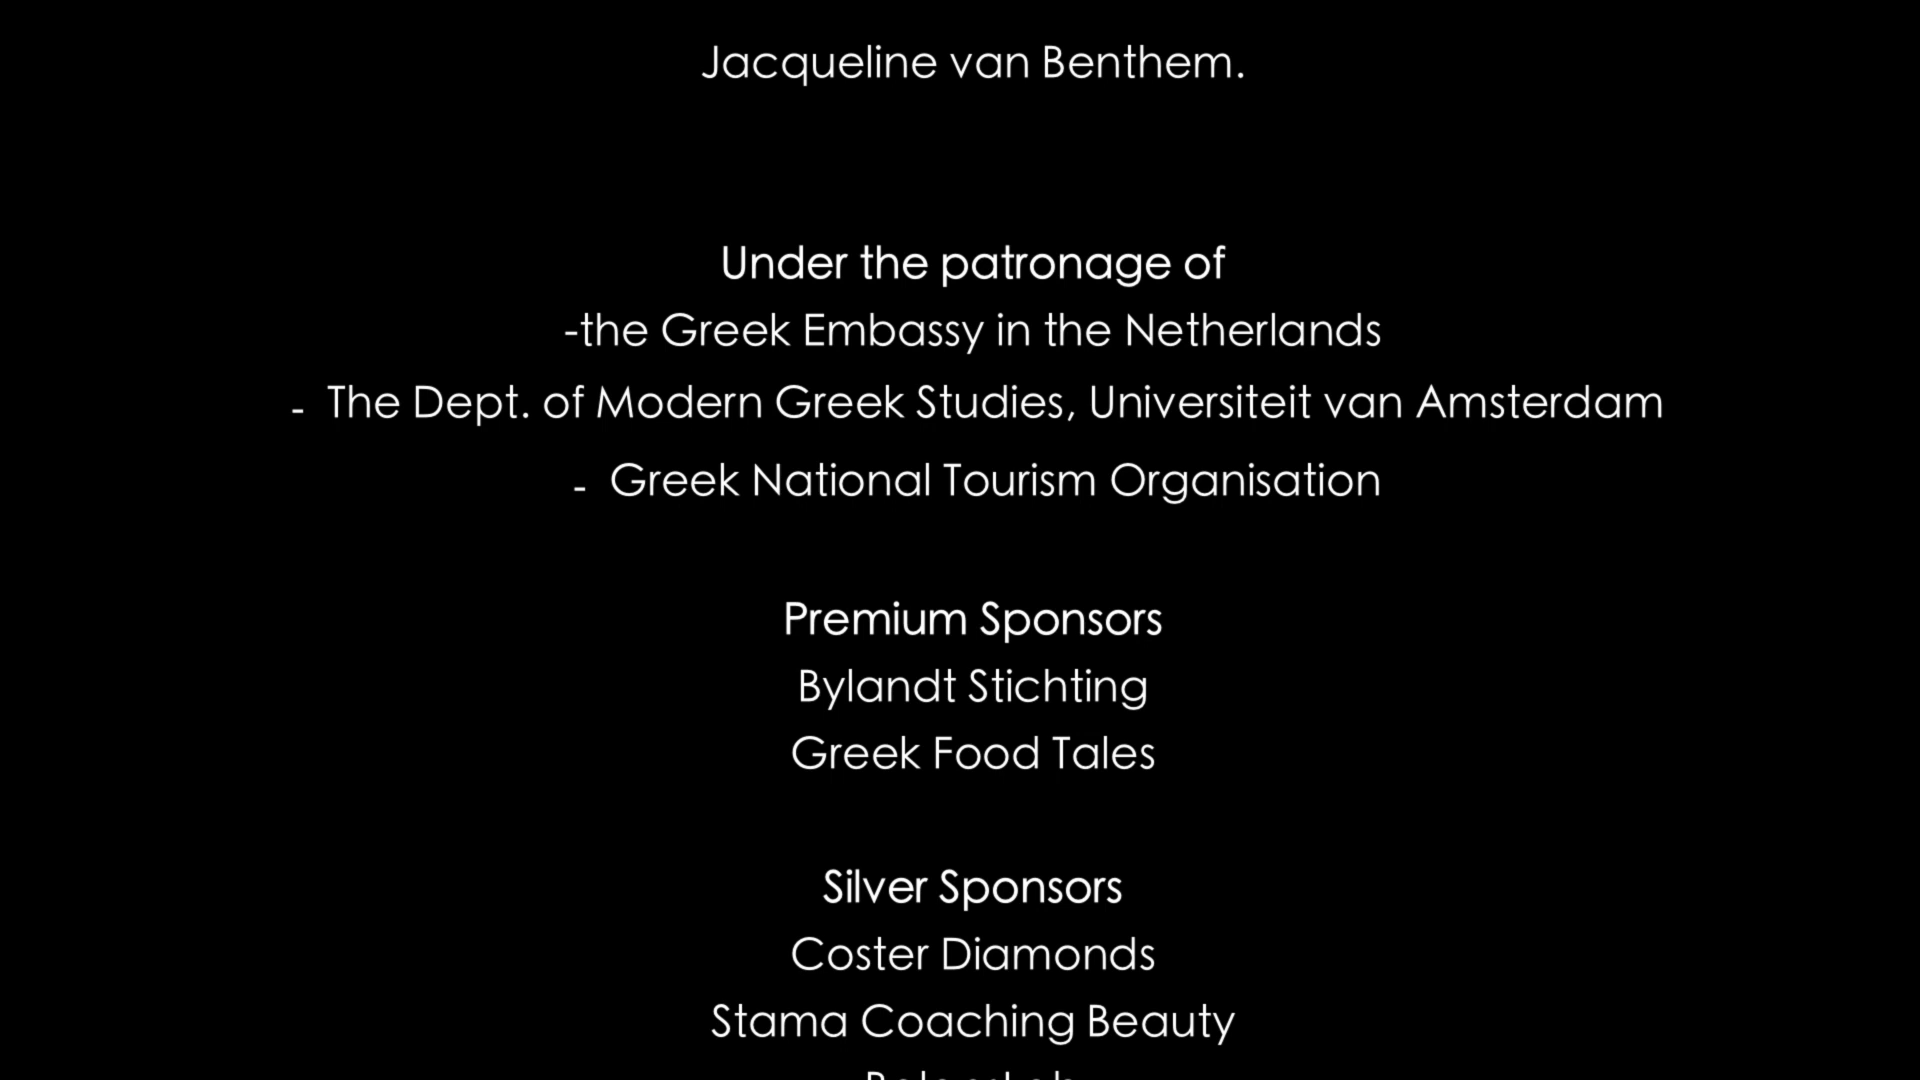 Jacqueline van Benthem.
Under the patronage of
-the Greek Embassy in the Netherlands
- The Dept. of Modern Greek Studies, Universiteit van Amsterdam
- Greek National Tourism Organisation
Premium Sponsors
Bylandt Stichting
Greek Food Tales
Silver Sponsors
Coster Diamonds
Stama Coaching Beauty